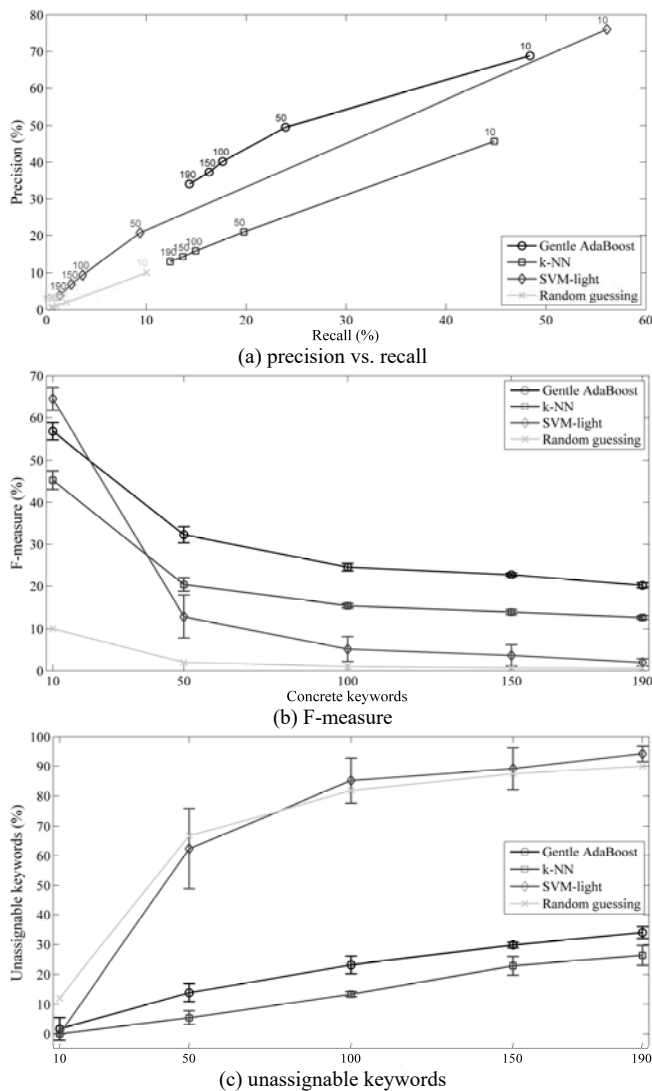 80
70
60
50
40
30
20
10
0
Precision (%)
10
10
50
100
150
190
10
50
100
150
190
50
100
150
190
10
0 10 20 30 40 50 60
Recall (%)
Gentle AdaBoost
k-NN
SVM-light
Random guessing
(a) precision vs. recall
70
60
50
40
30
20
10
0
F-measure (%)
Gentle AdaBoost
k-NN
SVM-light
Random guessing
10 50 100 150 190
Concrete keywords
(b) F-measure
100
90
80
70
60
50
40
30
20
10
0
Unassignable keywords (%)
Gentle AdaBoost
k-NN
SVM-light
Random guessing
10 50 100 150 190
(c) unassignable keywords